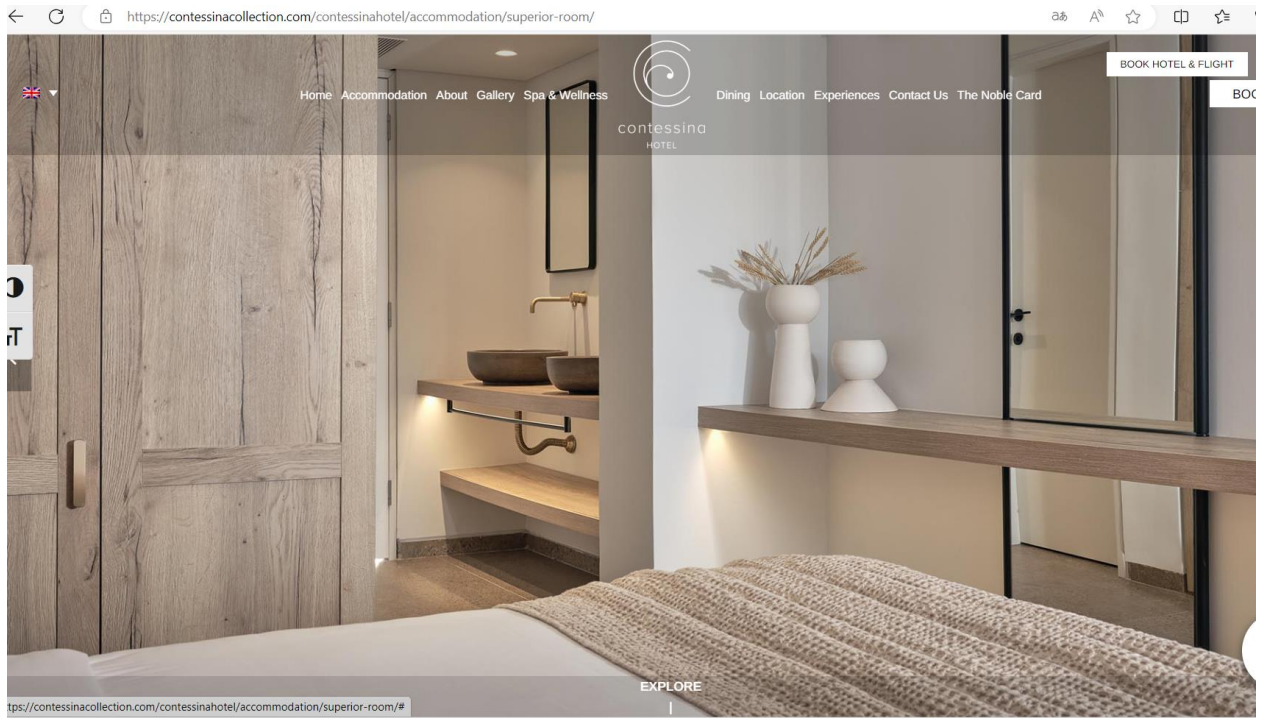 https://contessinacollection.com/contessinahotel/accommodation/superior-room/
BOOK HOTEL & FLIGHT
Home Accommodation About Gallery Spa & Wellness
Dining Location Experiences Contact Us The Noble Card
BOO
contessina
HOTEL
EXPLORE
ttps://contessinacollection.com/contessinahotel/accommodation/superior-room/#